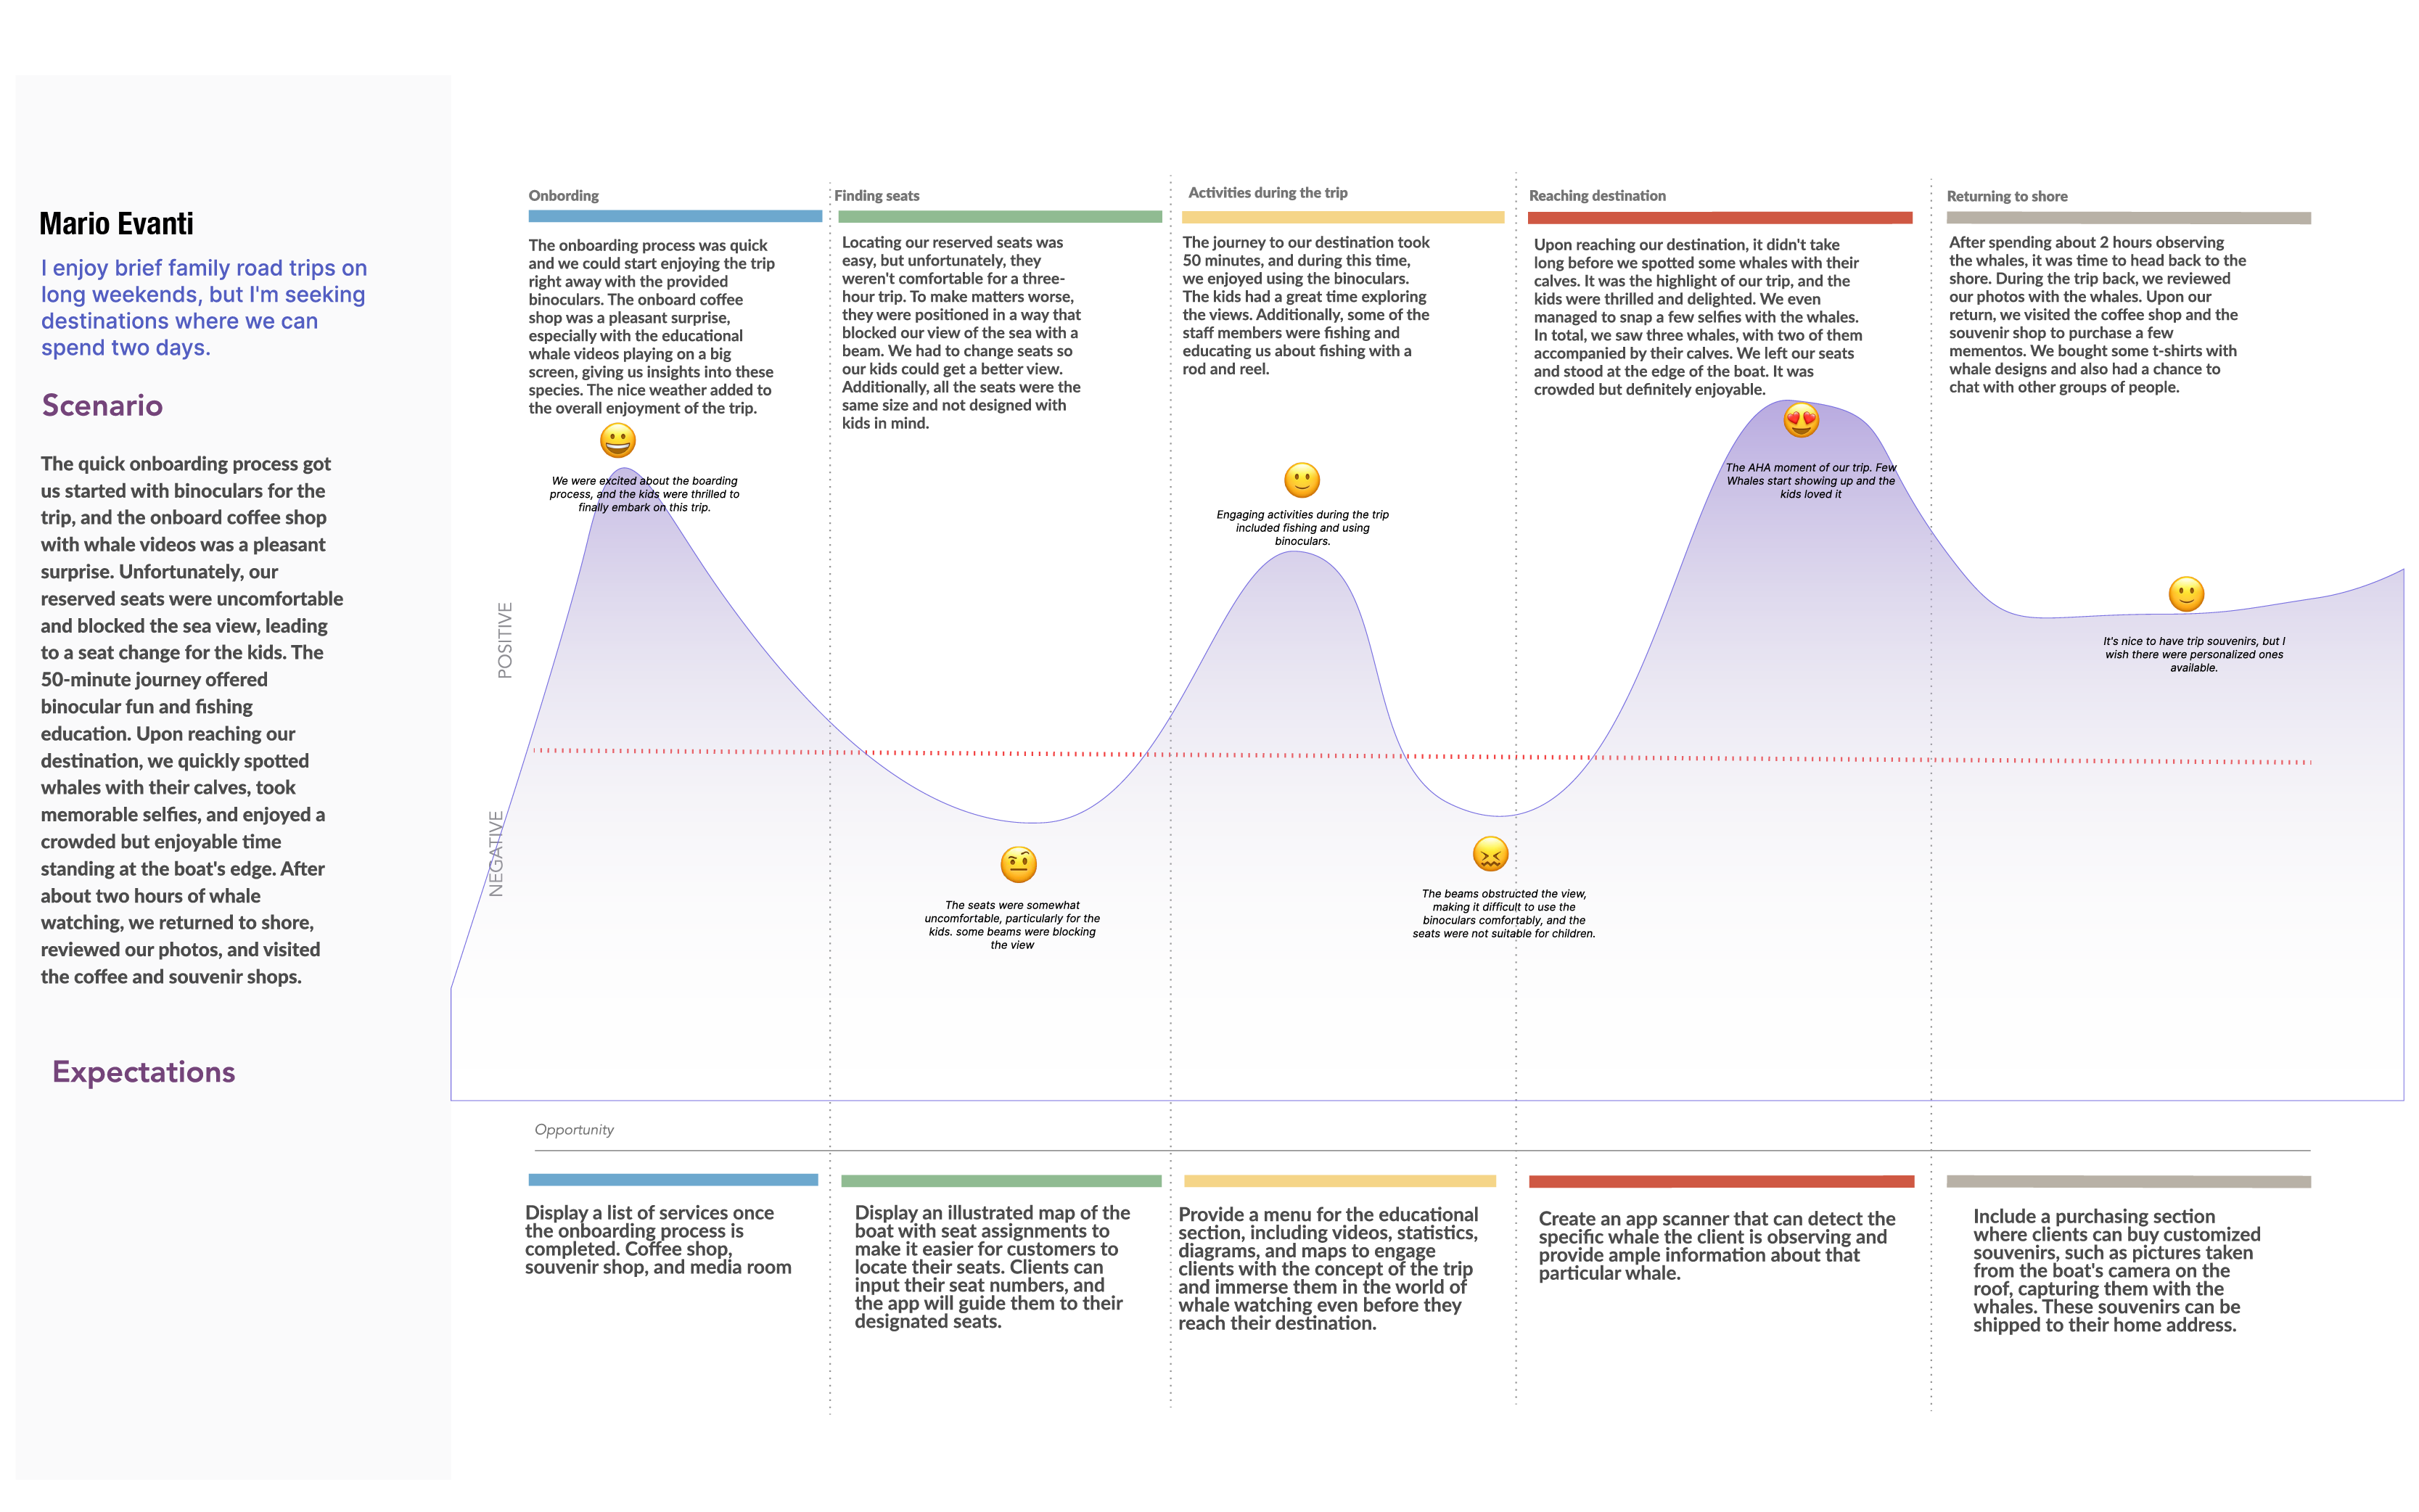 Mario Evanti
I enjoy brief family road trips on
long weekends, but I'm seeking
destinations where we can
spend two days.
Scenario
The quick onboarding process got
us started with binoculars for the
trip, and the onboard coffee shop
with whale videos was a pleasant
surprise. Unfortunately, our
reserved seats were uncomfortable
and blocked the sea view, leading
to a seat change for the kids. The
50-minute journey offered
binocular fun and fishing
education. Upon reaching our
destination, we quickly spotted
whales with their calves, took
memorable selfies, and enjoyed a
crowded but enjoyable time
standing at the boat's edge. After
about two hours of whale
watching, we returned to shore,
reviewed our photos, and visited
the coffee and souvenir shops.
Expectations
Onbording
The onboarding process was quick
and we could start enjoying the trip
right away with the provided
binoculars. The onboard coffee
shop was a pleasant surprise,
especially with the educational
whale videos playing on a big
screen, giving us insights into these
species. The nice weather added to
the overall enjoyment of the trip.
Finding seats
Locating our reserved seats was
easy, but unfortunately, they
weren't comfortable for a three-
hour trip. To make matters worse,
they were positioned in a way that
blocked our view of the sea with a
beam. We had to change seats so
our kids could get a better view.
Additionally, all the seats were the
same size and not designed with
kids in mind.
Activities during the trip
The journey to our destination took
50 minutes, and during this time,
we enjoyed using the binoculars.
The kids had a great time exploring
the views. Additionally, some of the
staff members were fishing and
educating us about fishing with a
rod and reel.
Reaching destination
Upon reaching our destination, it didn't take
long before we spotted some whales with their
calves. It was the highlight of our trip, and the
kids were thrilled and delighted. We even
managed to snap a few selfies with the whales.
In total, we saw three whales, with two of them
accompanied by their calves. We left our seats
and stood at the edge of the boat. It was
crowded but definitely enjoyable.
Returning to shore
After spending about 2 hours observing
the whales, it was time to head back to the
shore. During the trip back, we reviewed
our photos with the whales. Upon our
return, we visited the coffee shop and the
souvenir shop to purchase a few
mementos. We bought some t-shirts with
whale designs and also had a chance to
chat with other groups of people.
POSITIVE
NEGATIVE
We were excited about the boarding
process, and the kids were thrilled to
finally embark on this trip.
The seats were somewhat
uncomfortable, particularly for the
kids. some beams were blocking
the view
Engaging activities during the trip
included fishing and using
binoculars.
The beams obstructed the view,
making it difficult to use the
binoculars comfortably, and the
seats were not suitable for children.
The AHA moment of our trip. Few
Whales start showing up and the
kids loved it
It's nice to have trip souvenirs, but I
wish there were personalized ones
available.
Opportunity
Display a list of services once
the onboarding process is
completed. Coffee shop,
souvenir shop, and media room
Display an illustrated map of the
boat with seat assignments to
make it easier for customers to
locate their seats. Clients can
input their seat numbers, and
the app will guide them to their
designated seats.
Provide a menu for the educational
section, including videos, statistics,
diagrams, and maps to engage
clients with the concept of the trip
and immerse them in the world of
whale watching even before they
reach their destination.
Create an app scanner that can detect the
specific whale the client is observing and
provide ample information about that
particular whale.
Include a purchasing section
where clients can buy customized
souvenirs, such as pictures taken
from the boat's camera on the
roof, capturing them with the
whales. These souvenirs can be
shipped to their home address.